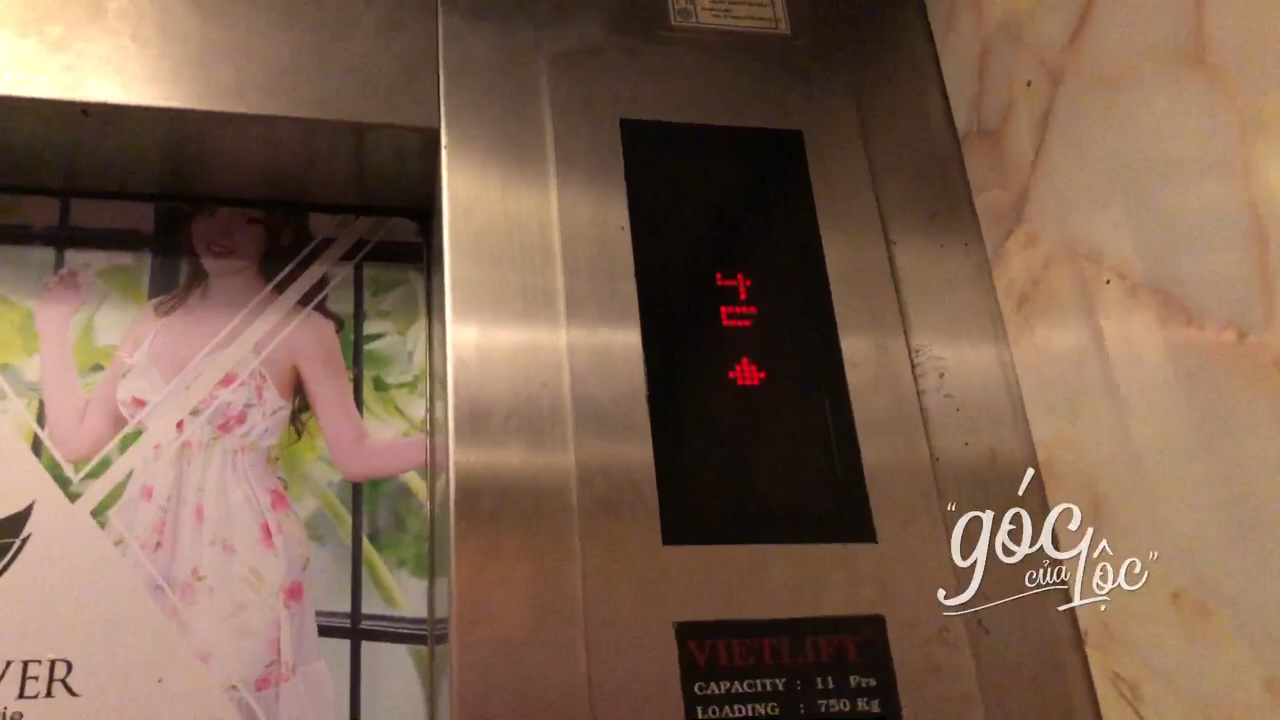 VER
"góc
của Lộc"
VIETLIFT
CAPACITY : 11 Prs
LOADING : 750 Kg